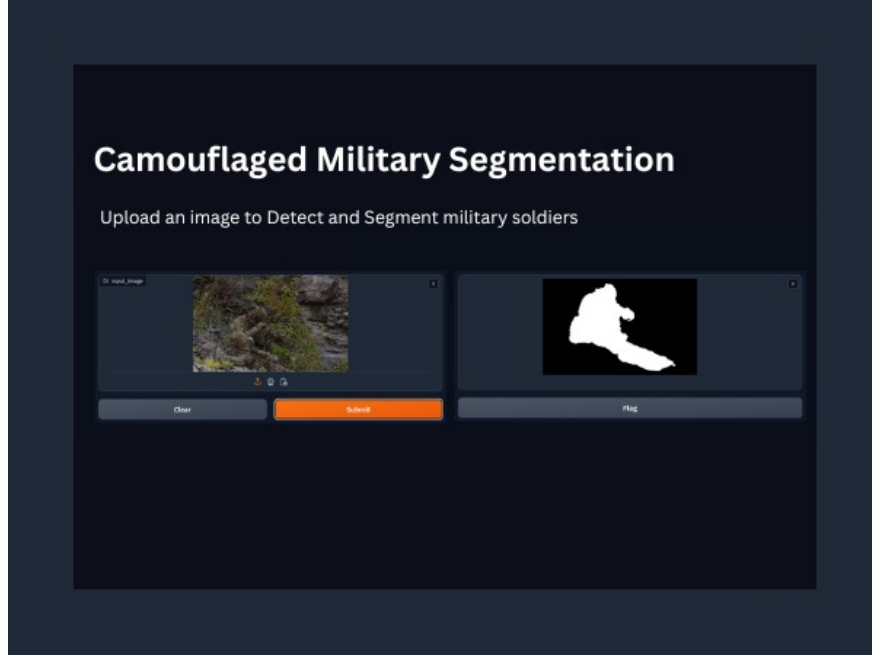 Camouflaged Military Segmentation
Upload an image to Detect and Segment military soldiers
input_image
Clear
Submit
Flag